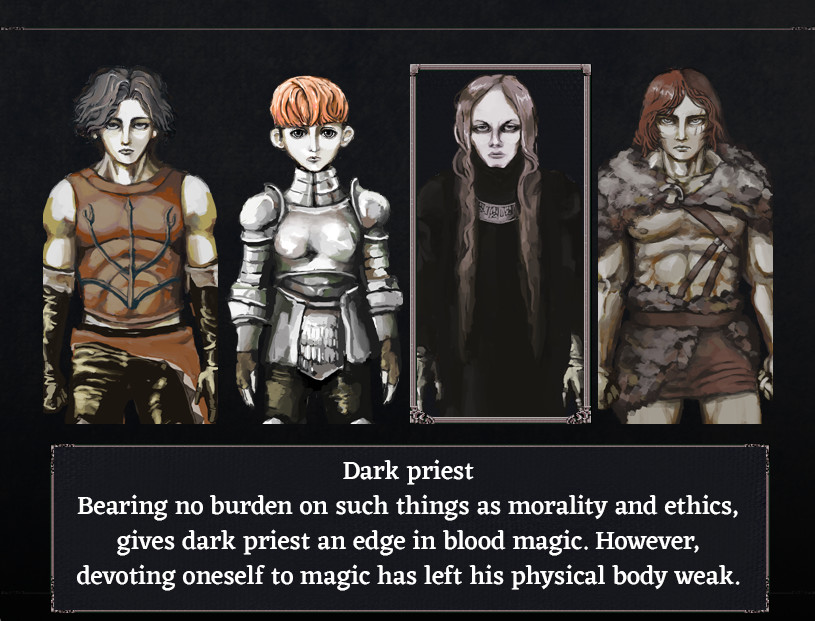 Dark priest
Bearing no burden on such things as morality and ethics,
gives dark priest an edge in blood magic. However,
devoting oneself to magic has left his physical body weak.